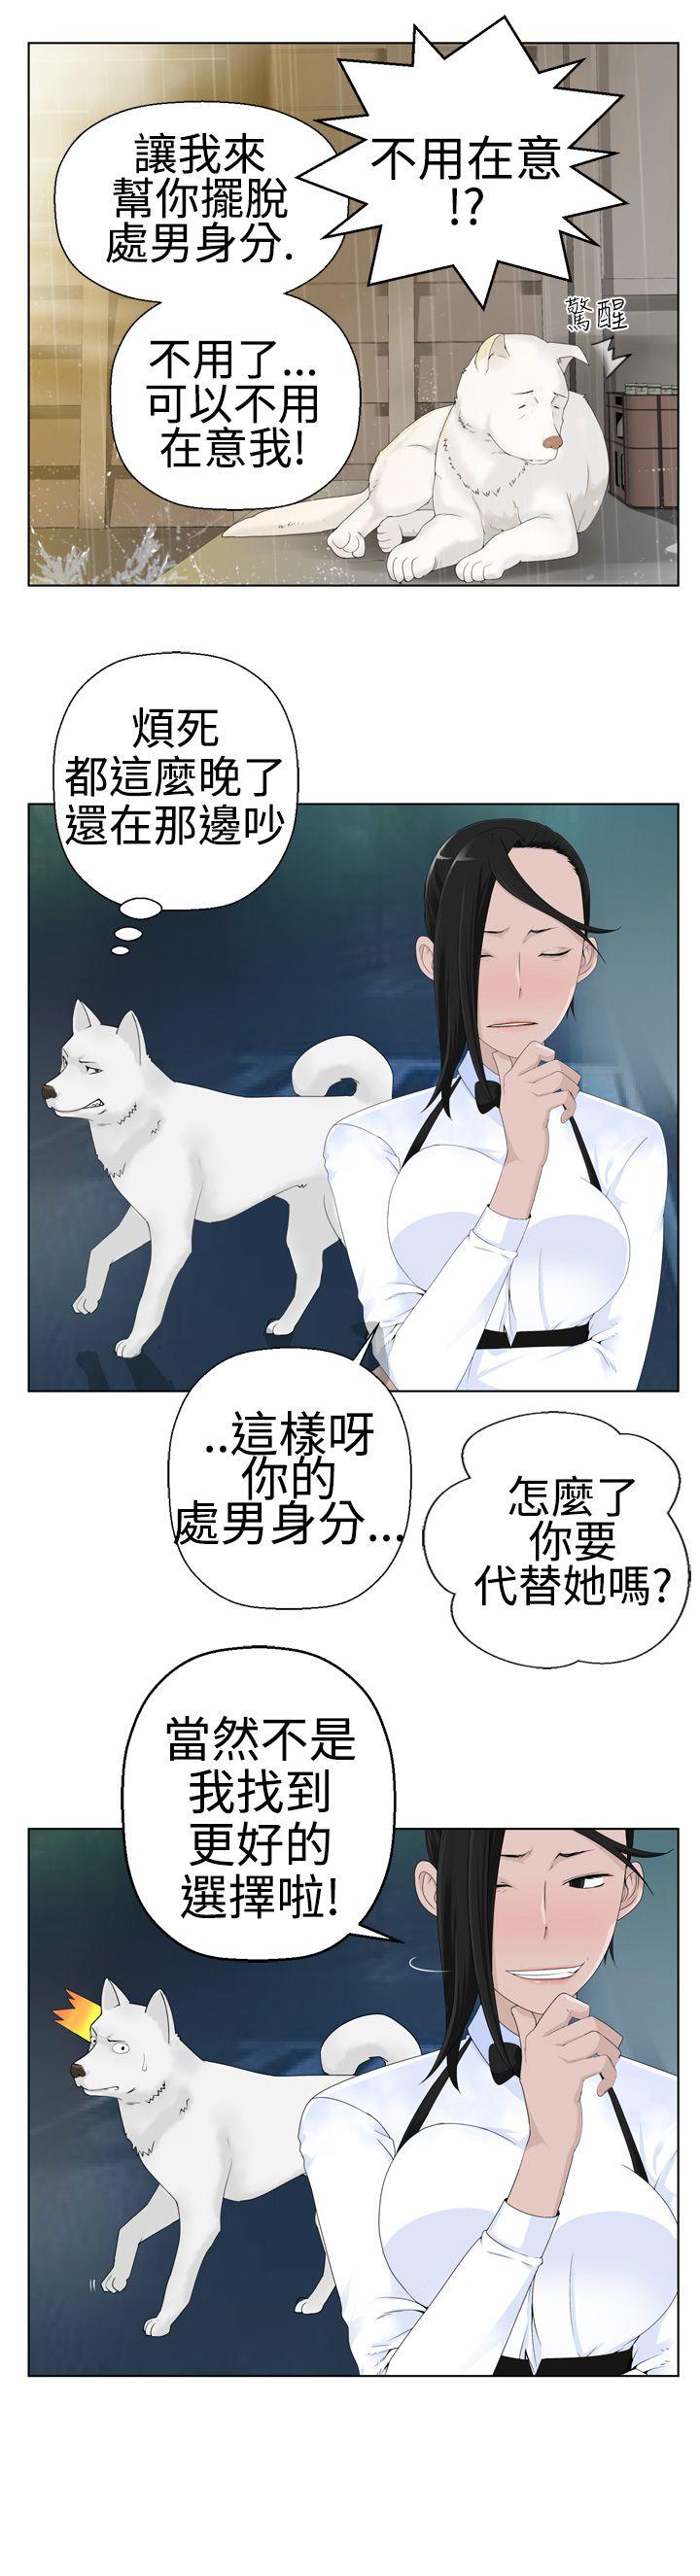 讓我來
幫你擺脫
處男身分.
不用在意
!?
驚醒
不用了...
可以不用
在意我!
煩死
都這麼晚了
還在那邊吵
..這樣呀
你的
處男身分...
怎麼了
你要
代替她嗎?
當然不是
我找到
更好的
選擇啦!